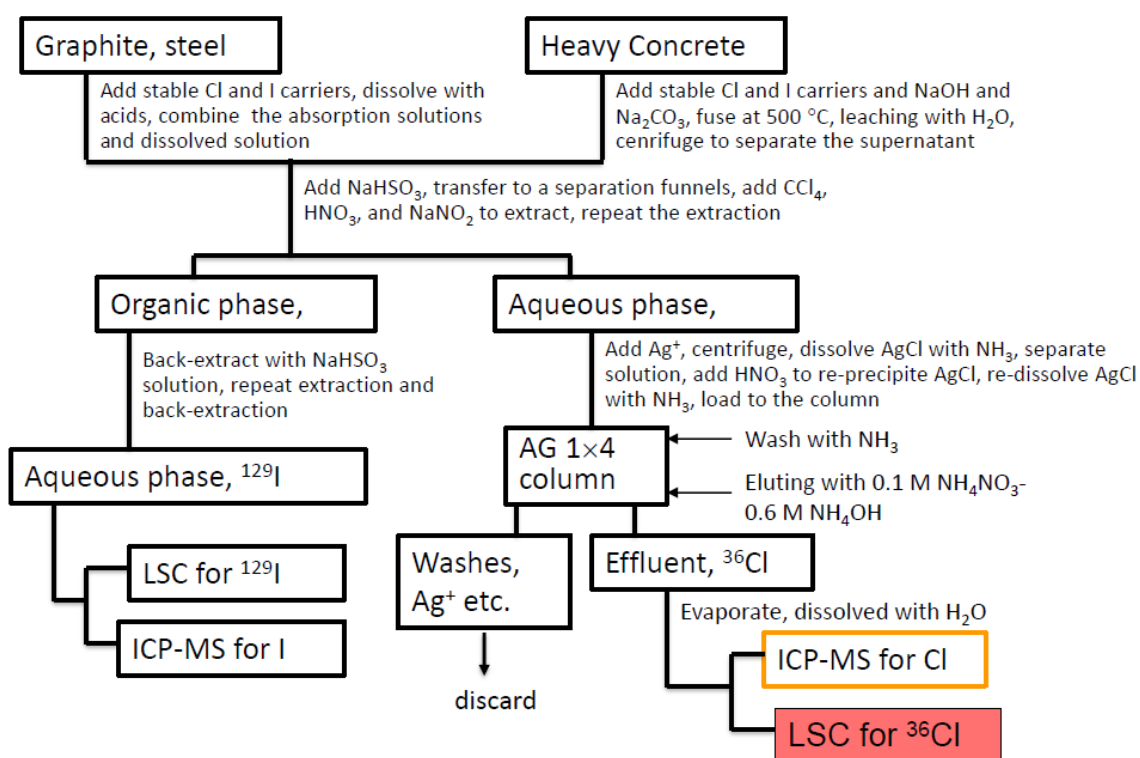 Graphite, steel
Heavy Concrete
Add stable Cl and I carriers, dissolve with
acids, combine the absorption solutions
and dissolved solution
Add stable Cl and I carriers and NaOH and
Na₂CO₃, fuse at 500 °C, leaching with H₂O,
cenrifuge to separate the supernatant
Add NaHSO₃, transfer to a separation funnels, add CCl₄,
HNO₃, and NaNO₂ to extract, repeat the extraction
Organic phase,
Aqueous phase,
Back-extract with NaHSO₃
solution, repeat extraction and
back-extraction
Add Ag⁺, centrifuge, dissolve AgCl with NH₃, separate
solution, add HNO₃ to re-precipite AgCl, re-dissolve AgCl
with NH₃, load to the column
Aqueous phase, ¹²⁹I
AG 1×4
column
Wash with NH₃
Eluting with 0.1 M NH₄NO₃-
0.6 M NH₄OH
LSC for ¹²⁹I
ICP-MS for I
Washes,
Ag⁺ etc.
Effluent, ³⁶Cl
Evaporate, dissolved with H₂O
discard
ICP-MS for Cl
LSC for ³⁶Cl